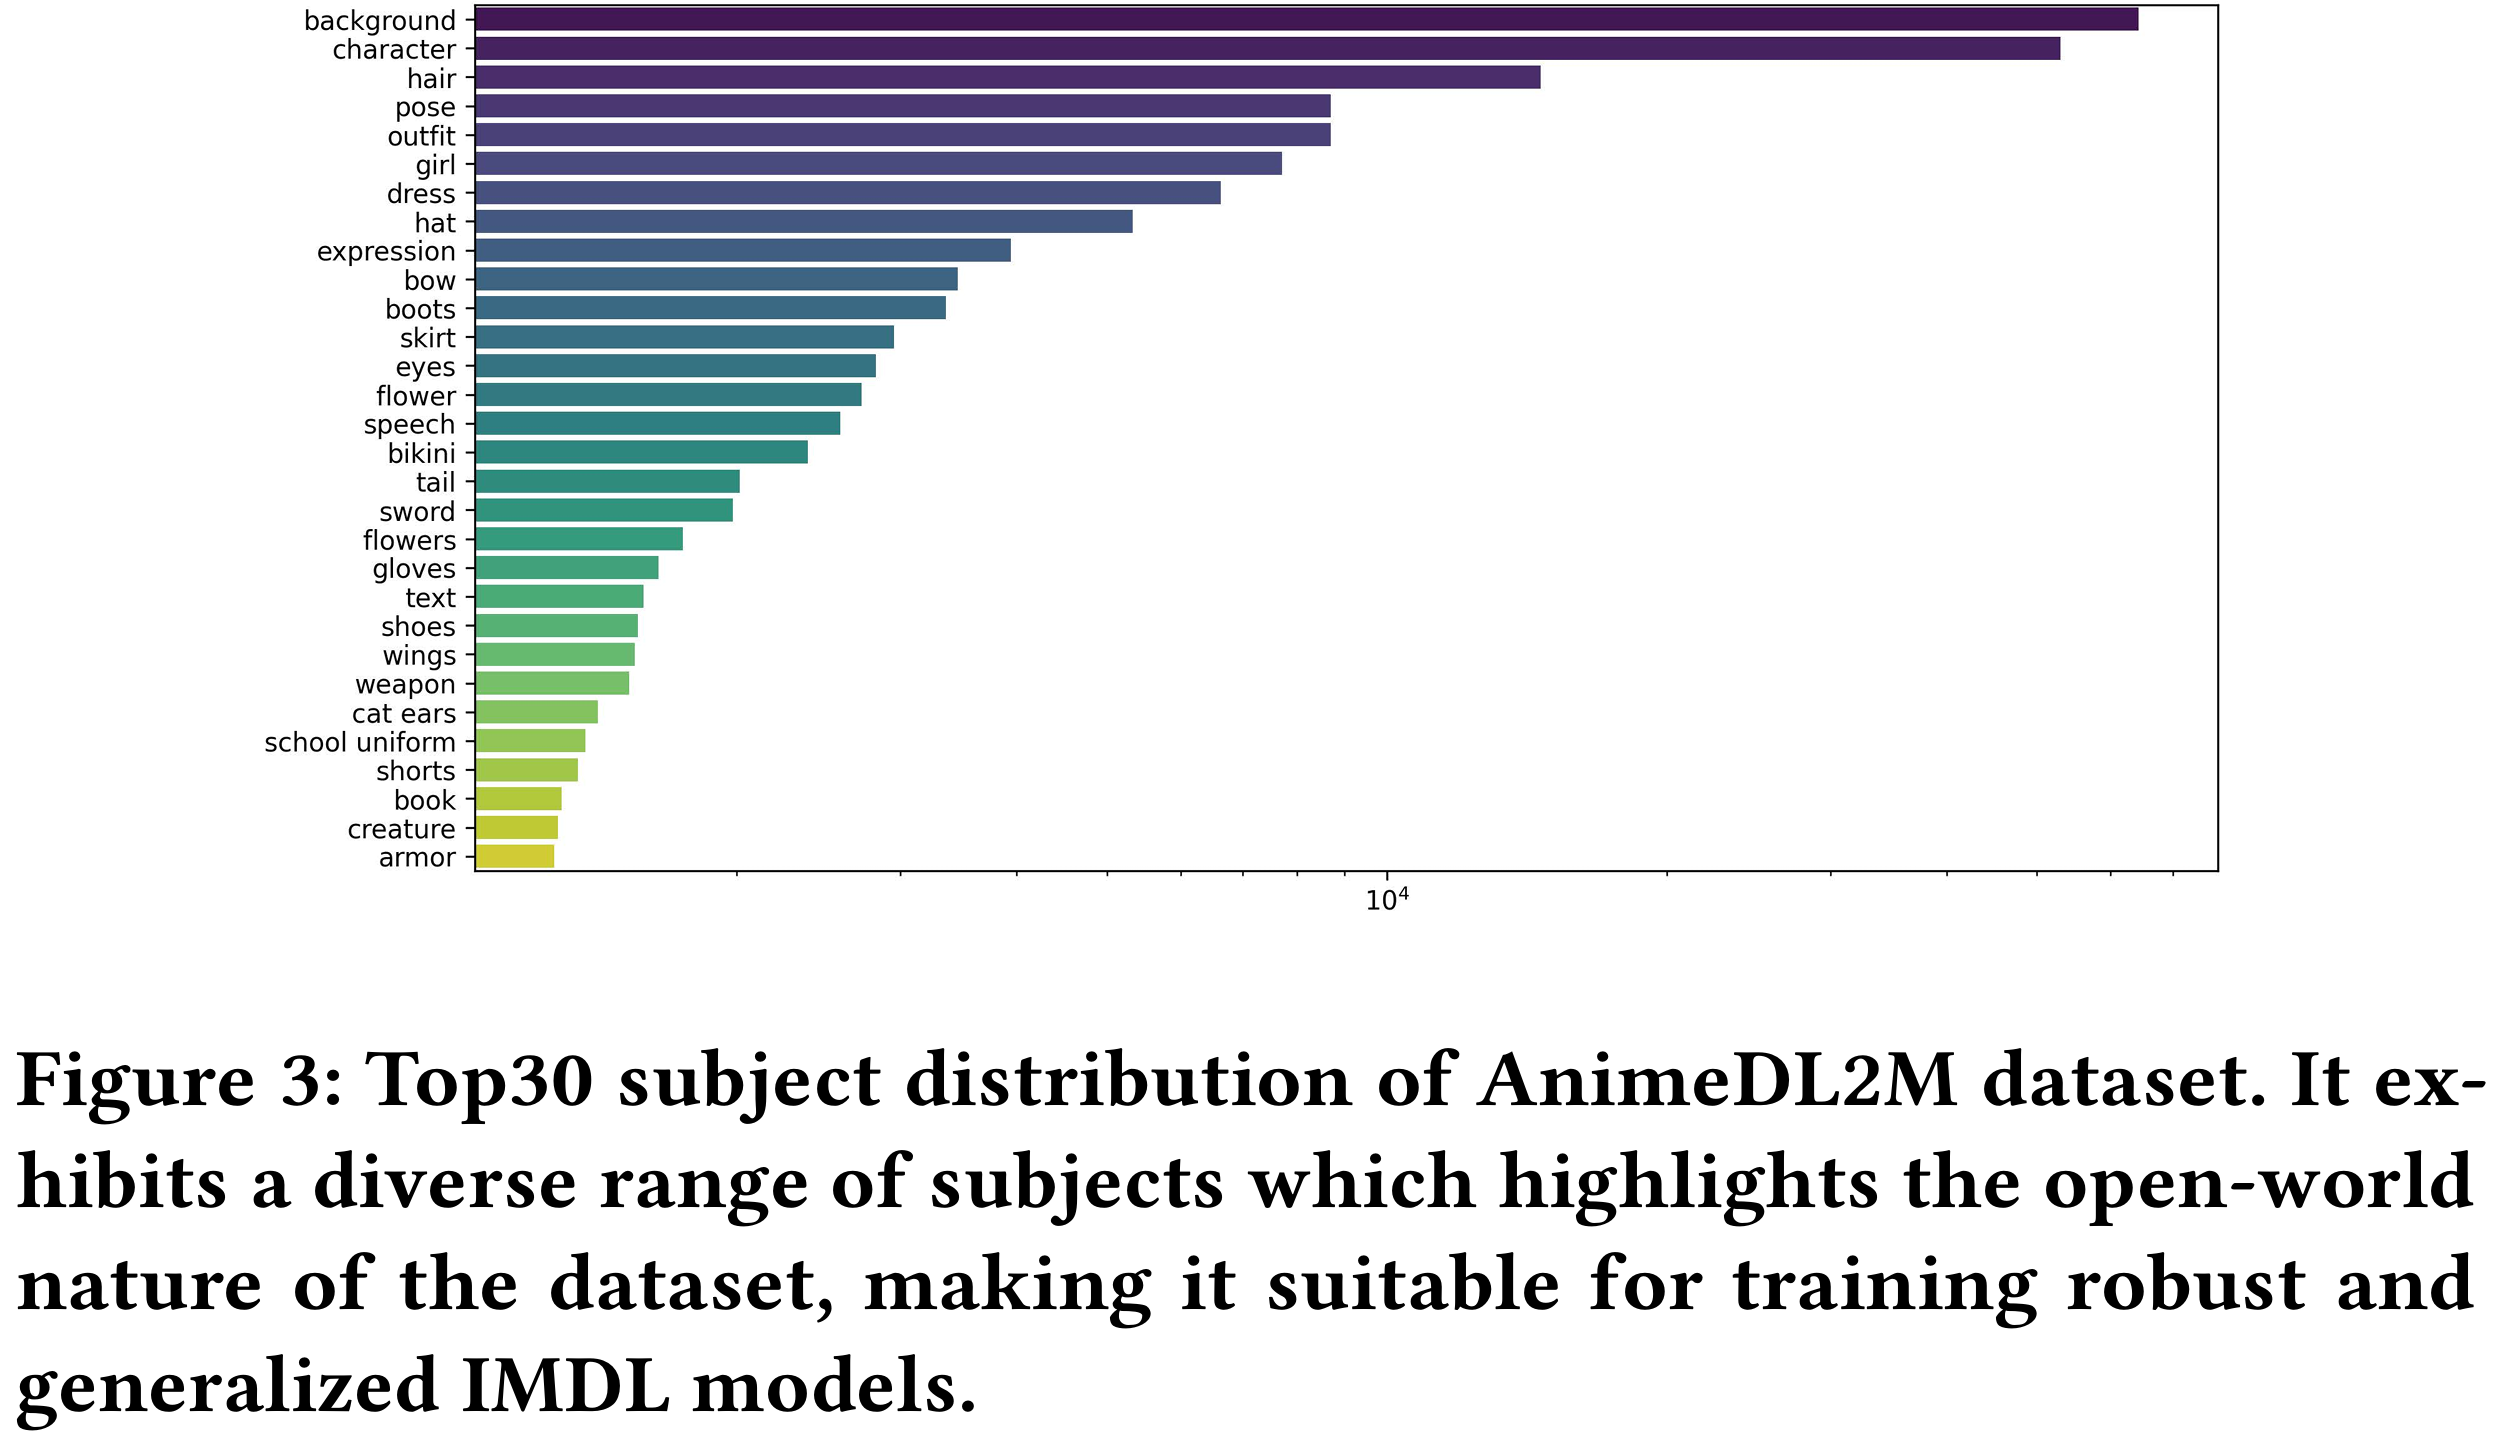 background
character
hair
pose
outfit
girl
dress
hat
expression
bow
boots
skirt
eyes
flower
speech
bikini
tail
sword
flowers
gloves
text
shoes
wings
weapon
cat ears
school uniform
shorts
book
creature
armor
10⁴
Figure 3: Top30 subject distribution of AnimeDL2M dataset. It ex-
hibits a diverse range of subjects which highlights the open-world
nature of the dataset, making it suitable for training robust and
generalized IMDL models.